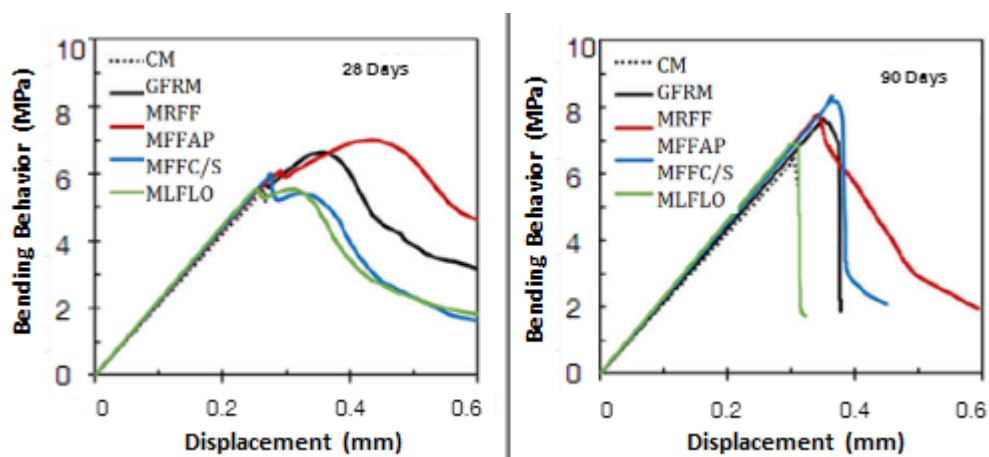 10
8
6
4
2
0
Bending Behavior (MPa)
CM
GFRM
MRFF
MFFAP
MFFC/S
MLFLO
28 Days
0
0.2
0.4
0.6
Displacement (mm)
10
8
6
4
2
0
Bending Behavior (MPa)
CM
GFRM
MRFF
MFFAP
MFFC/S
MLFLO
90 Days
0
0.2
0.4
0.6
Displacement (mm)